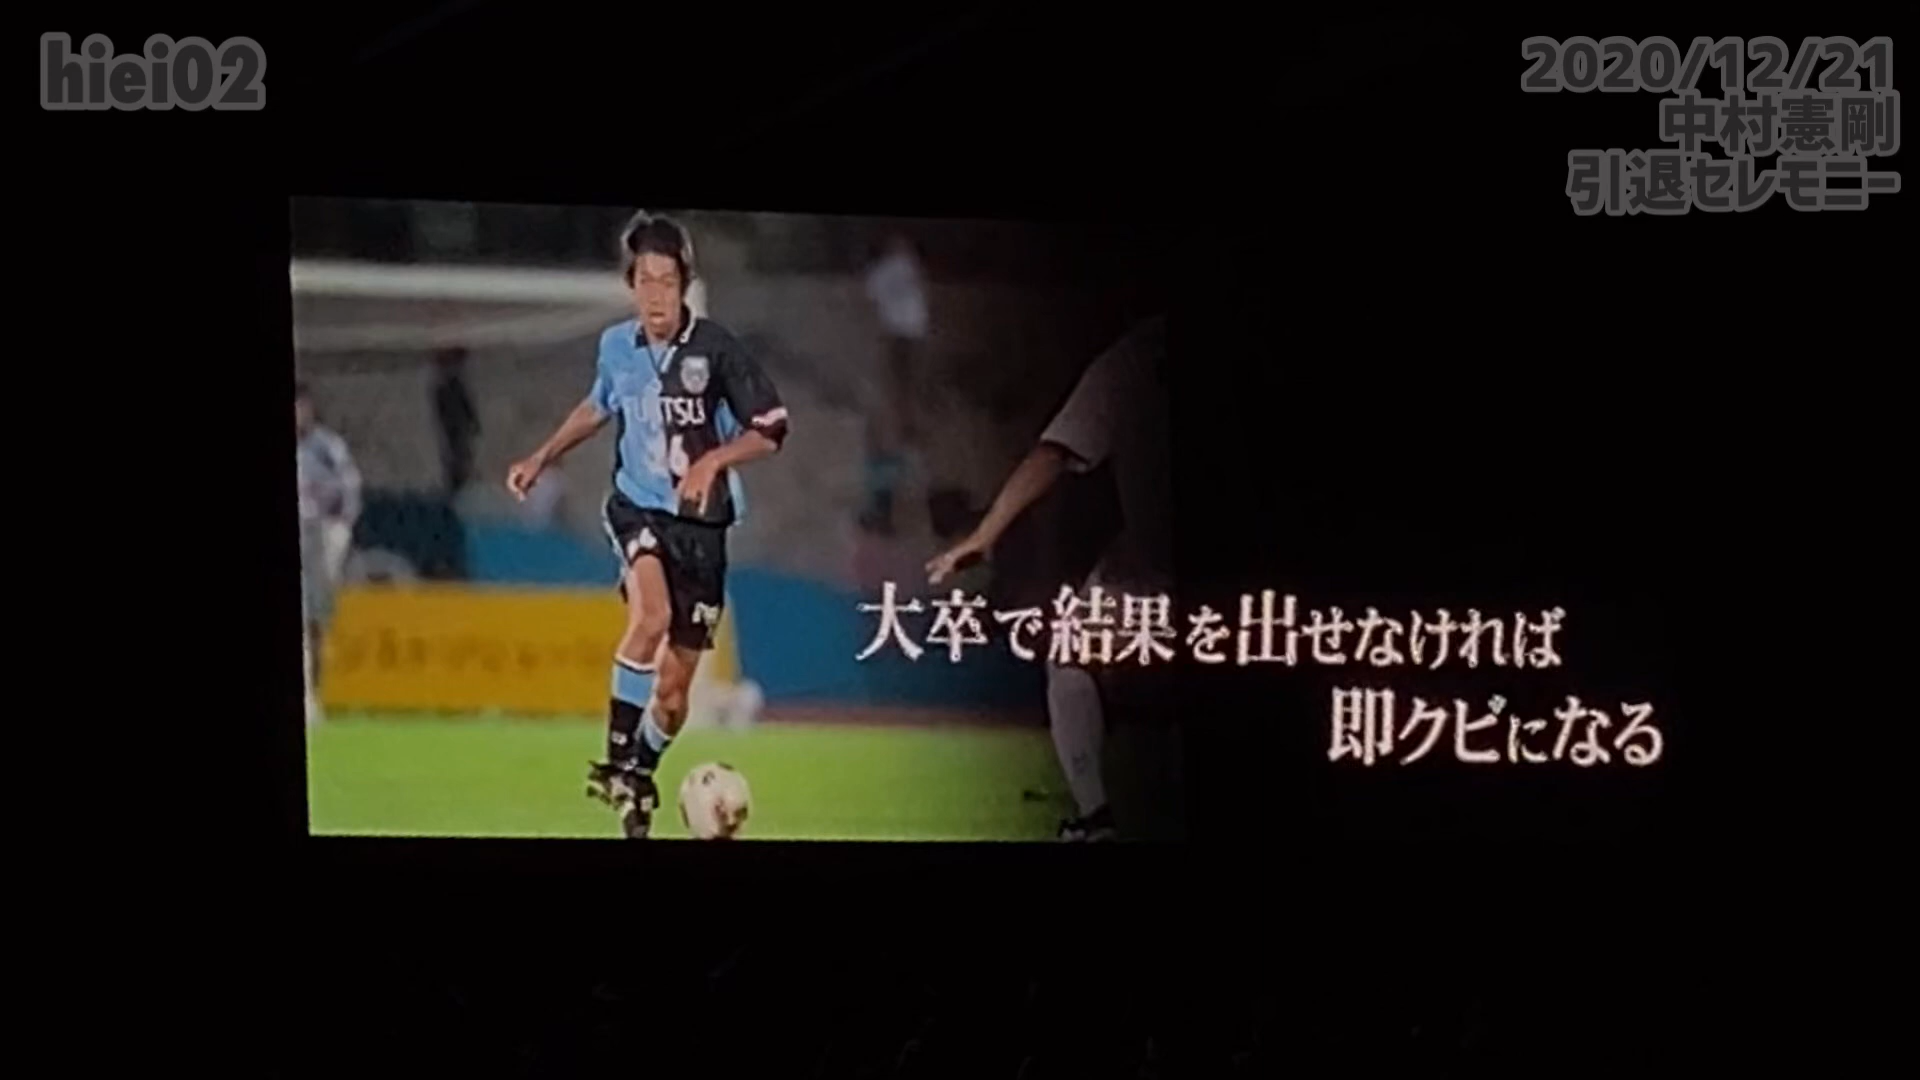 hiei02
2020/12/21
中村憲剛
引退セレモニー
FUJITSU
大卒で結果を出せなければ
即クビになる